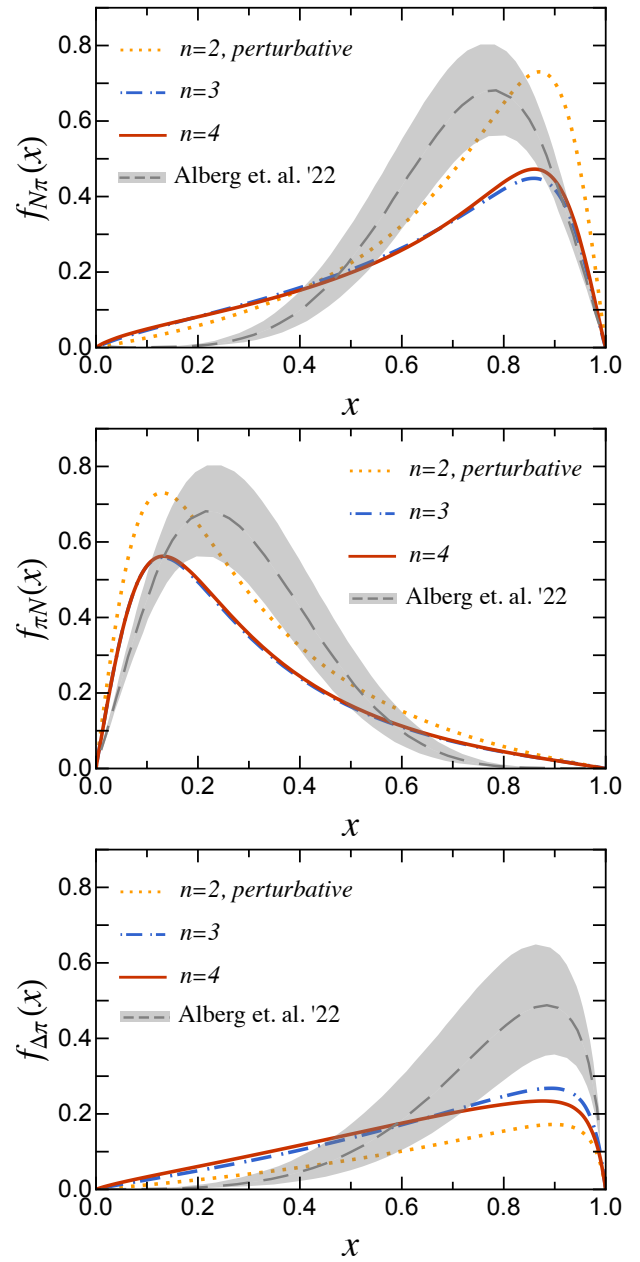 0.8
0.6
0.4
0.2
0.0
f_{Nπ}(x)
n=2, perturbative
n=3
n=4
Alberg et. al. '22
0.0 0.2 0.4 0.6 0.8 1.0
x
0.8
0.6
0.4
0.2
0.0
f_{πN}(x)
n=2, perturbative
n=3
n=4
Alberg et. al. '22
0.0 0.2 0.4 0.6 0.8 1.0
x
0.8
0.6
0.4
0.2
0.0
f_{Δπ}(x)
n=2, perturbative
n=3
n=4
Alberg et. al. '22
0.0 0.2 0.4 0.6 0.8 1.0
x